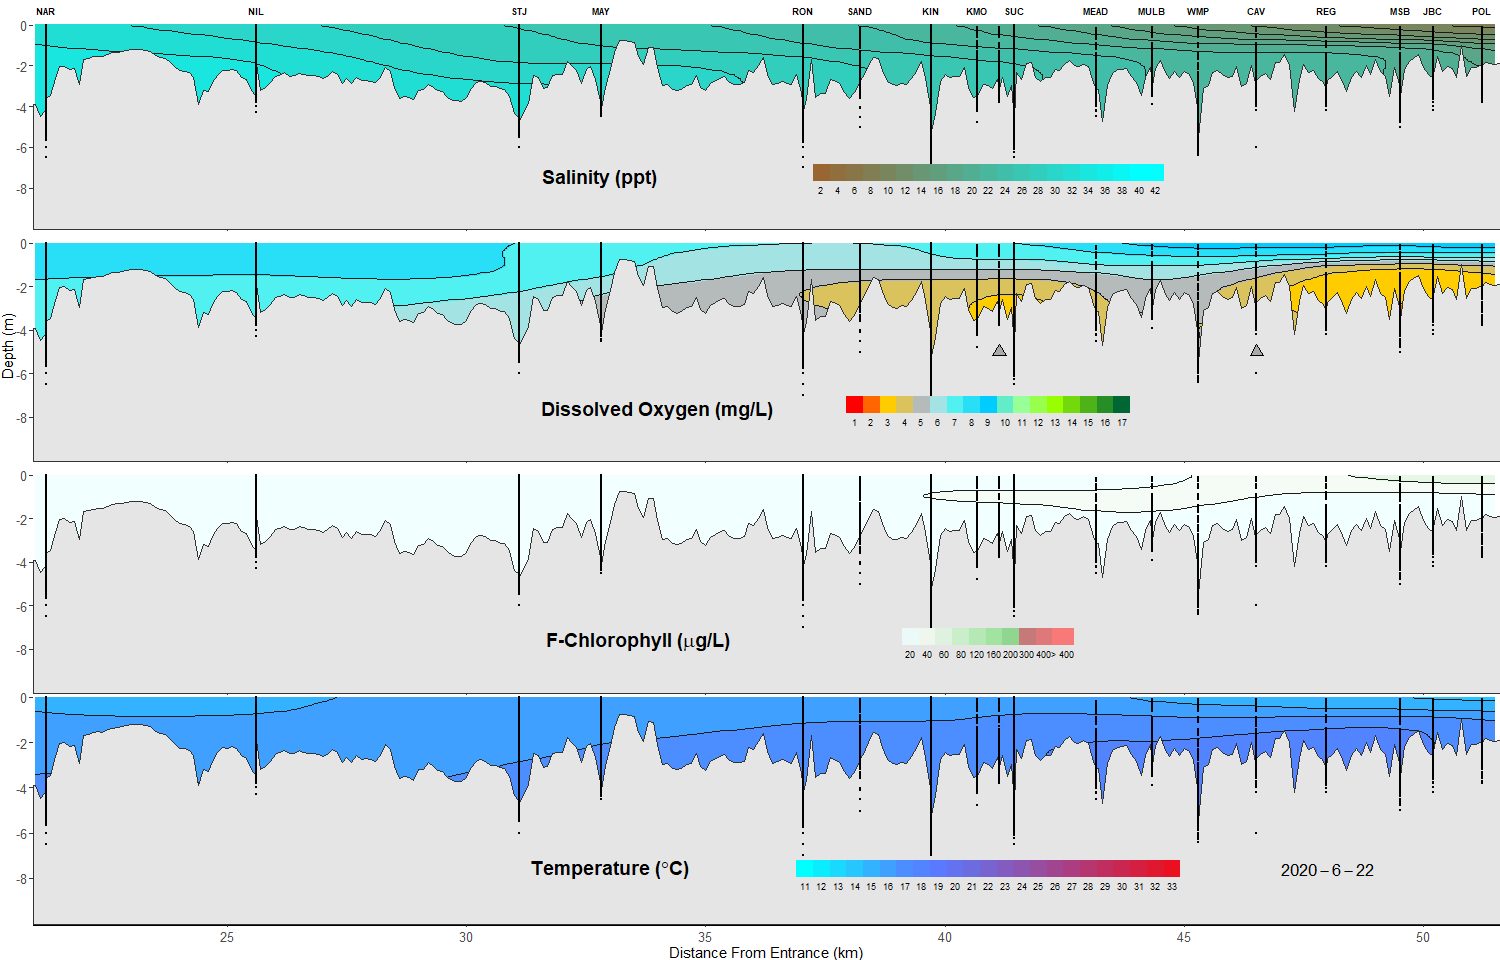 NAR NIL STJ MAY RON SAND KIN KMO SUC MEAD MULB WMP CAV REG MSB JBC POL
0
-2
-4
-6
-8
Salinity (ppt)
2 4 6 8 10 12 14 16 18 20 22 24 26 28 30 32 34 36 38 40 42
0
-2
-4
-6
-8
Depth (m)
Dissolved Oxygen (mg/L)
1 2 3 4 5 6 7 8 9 10 11 12 13 14 15 16 17
0
-2
-4
-6
-8
F-Chlorophyll (μg/L)
20 40 60 80 120 160 200 300 400> 400
0
-2
-4
-6
-8
Temperature (°C)
11 12 13 14 15 16 17 18 19 20 21 22 23 24 25 26 27 28 29 30 31 32 33
2020–6–22
25 30 35 40 45 50
Distance From Entrance (km)